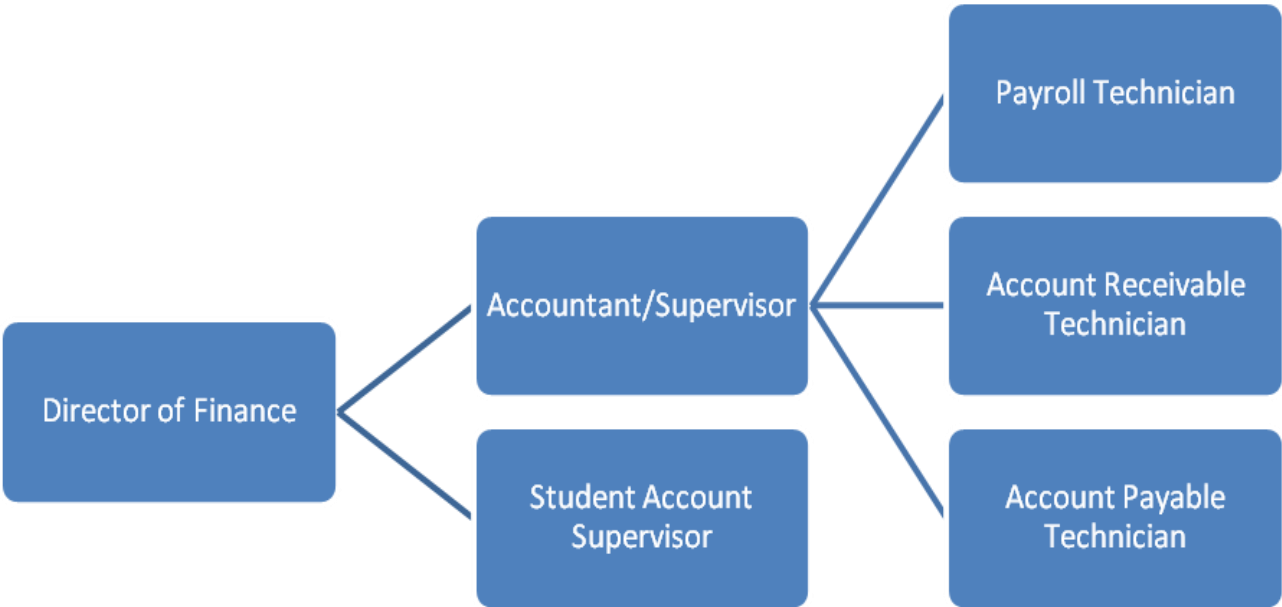 Director of Finance
Accountant/Supervisor
Student Account
Supervisor
Payroll Technician
Account Receivable
Technician
Account Payable
Technician